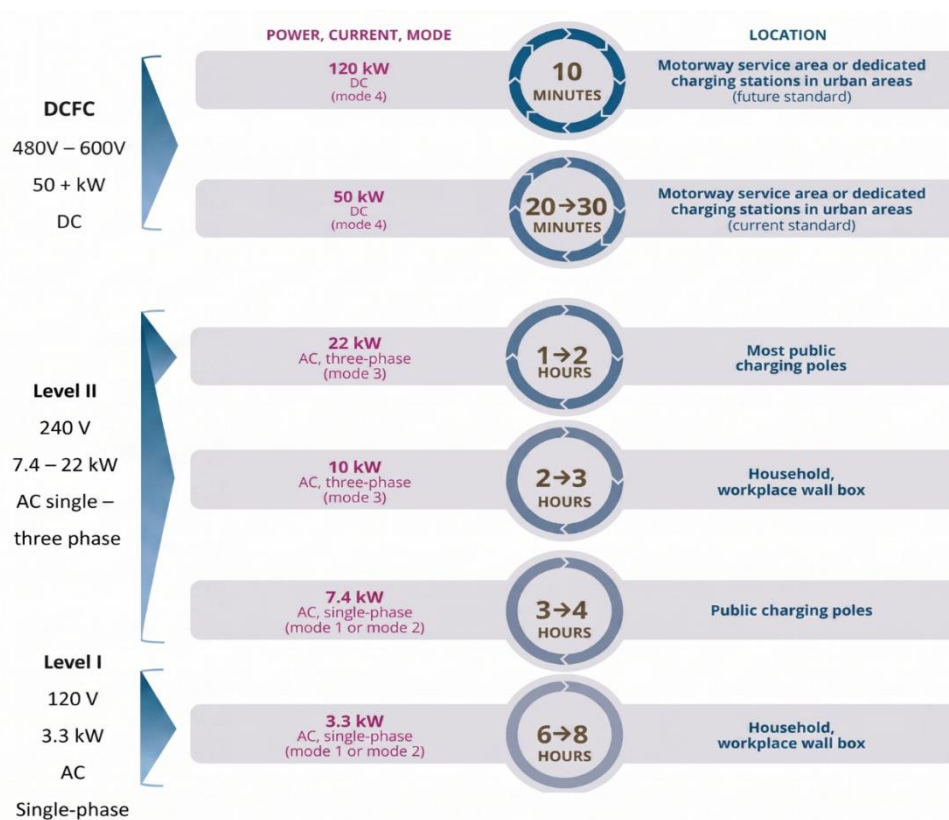 POWER, CURRENT, MODE
LOCATION
DCFC
480V – 600V
50 + kW
DC
120 kW
DC
(mode 4)
10
MINUTES
Motorway service area or dedicated
charging stations in urban areas
(future standard)
50 kW
DC
(mode 4)
20→30
MINUTES
Motorway service area or dedicated
charging stations in urban areas
(current standard)
Level II
240 V
7.4 – 22 kW
AC single –
three phase
22 kW
AC, three-phase
(mode 3)
1→2
HOURS
Most public
charging poles
10 kW
AC, three-phase
(mode 3)
2→3
HOURS
Household,
workplace wall box
7.4 kW
AC, single-phase
(mode 1 or mode 2)
3→4
HOURS
Public charging poles
Level I
120 V
3.3 kW
AC
Single-phase
3.3 kW
AC, single-phase
(mode 1 or mode 2)
6→8
HOURS
Household,
workplace wall box